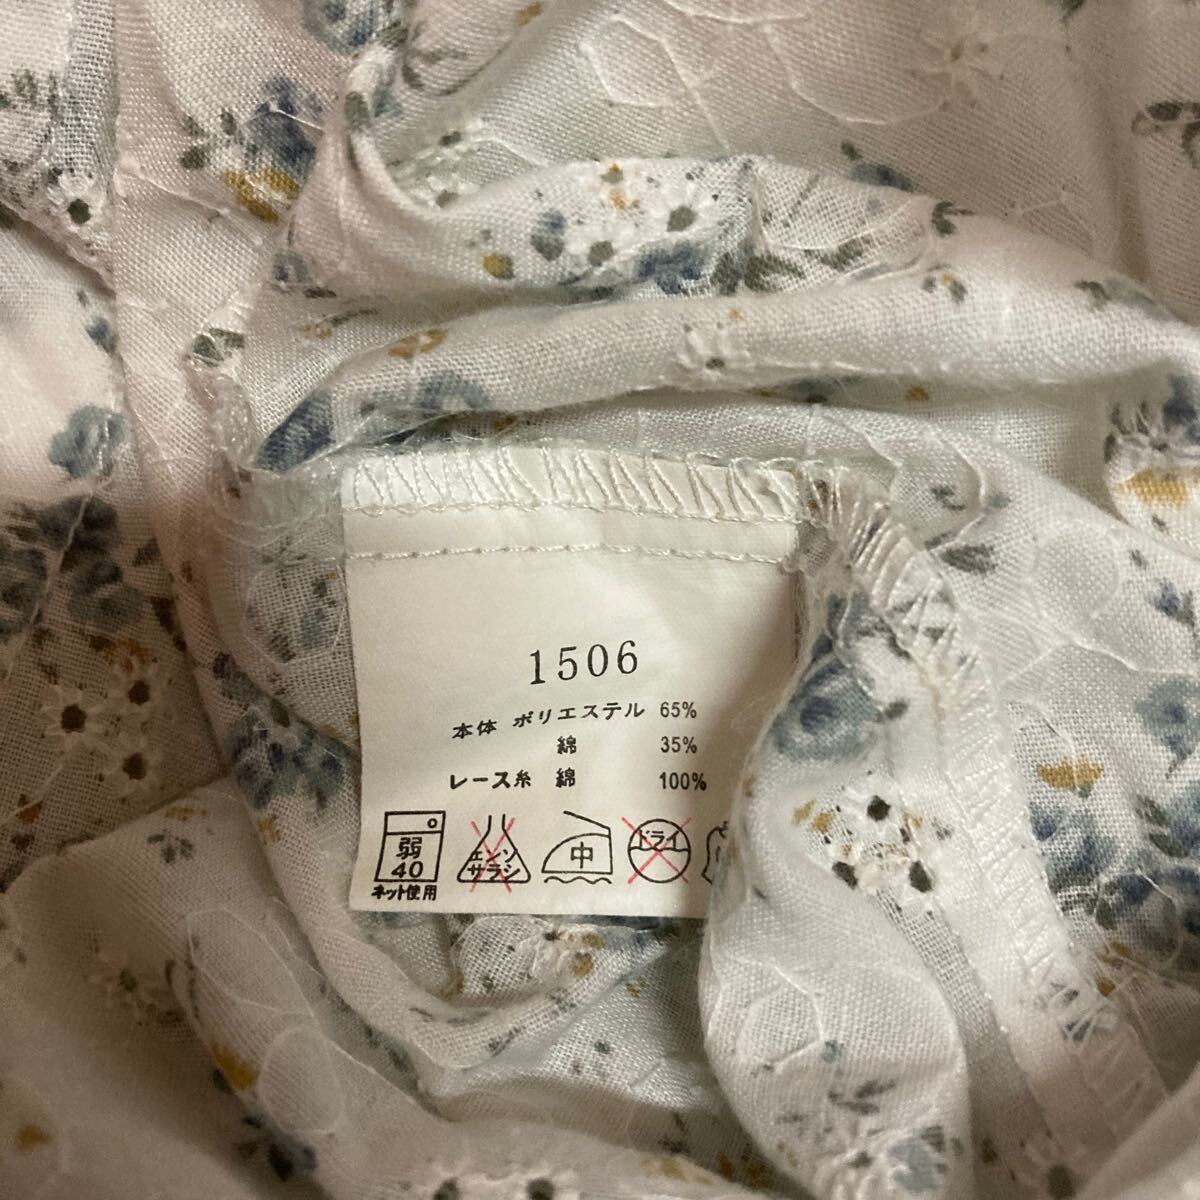 1506
本体 ポリエステル 65%
綿 35%
レース糸 綿 100%
弱
40
ネット使用
エンソ
サラシ
中
ドライ